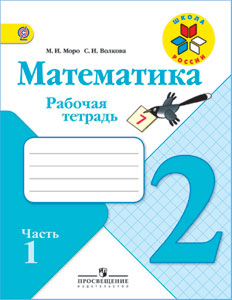 М. И. Моро С. И. Волкова
ШКОЛА
РОССИИ
Математика
Рабочая
тетрадь
7
2
Часть
1
ПРОСВЕЩЕНИЕ
ИЗДАТЕЛЬСТВО